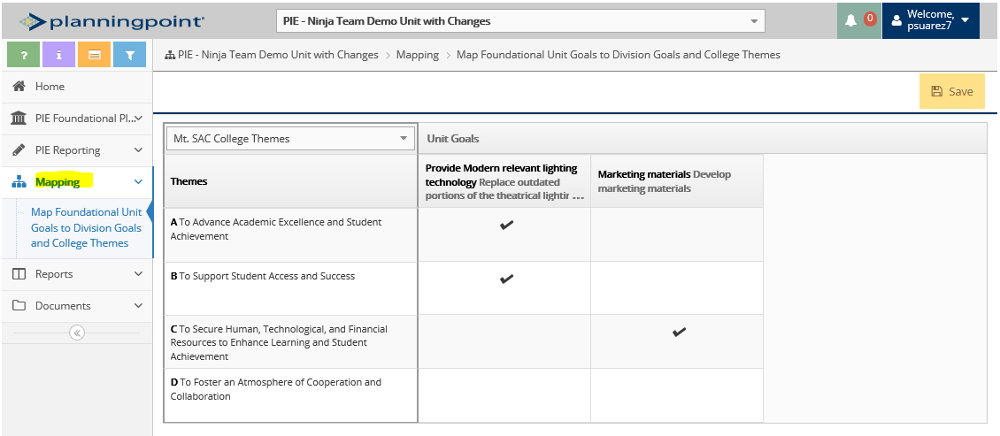 planningpoint
PIE - Ninja Team Demo Unit with Changes
0
Welcome,
psuarez7
?
i
PIE - Ninja Team Demo Unit with Changes > Mapping > Map Foundational Unit Goals to Division Goals and College Themes
Home
PIE Foundational Pl...
PIE Reporting
Mapping
Map Foundational Unit
Goals to Division Goals
and College Themes
Reports
Documents
«
Save
Mt. SAC College Themes
Unit Goals
Themes
Provide Modern relevant lighting
technology Replace outdated
portions of the theatrical lightin ...
Marketing materials Develop
marketing materials
A To Advance Academic Excellence and Student
Achievement
✔
B To Support Student Access and Success
✔
C To Secure Human, Technological, and Financial
Resources to Enhance Learning and Student
Achievement
✔
D To Foster an Atmosphere of Cooperation and
Collaboration